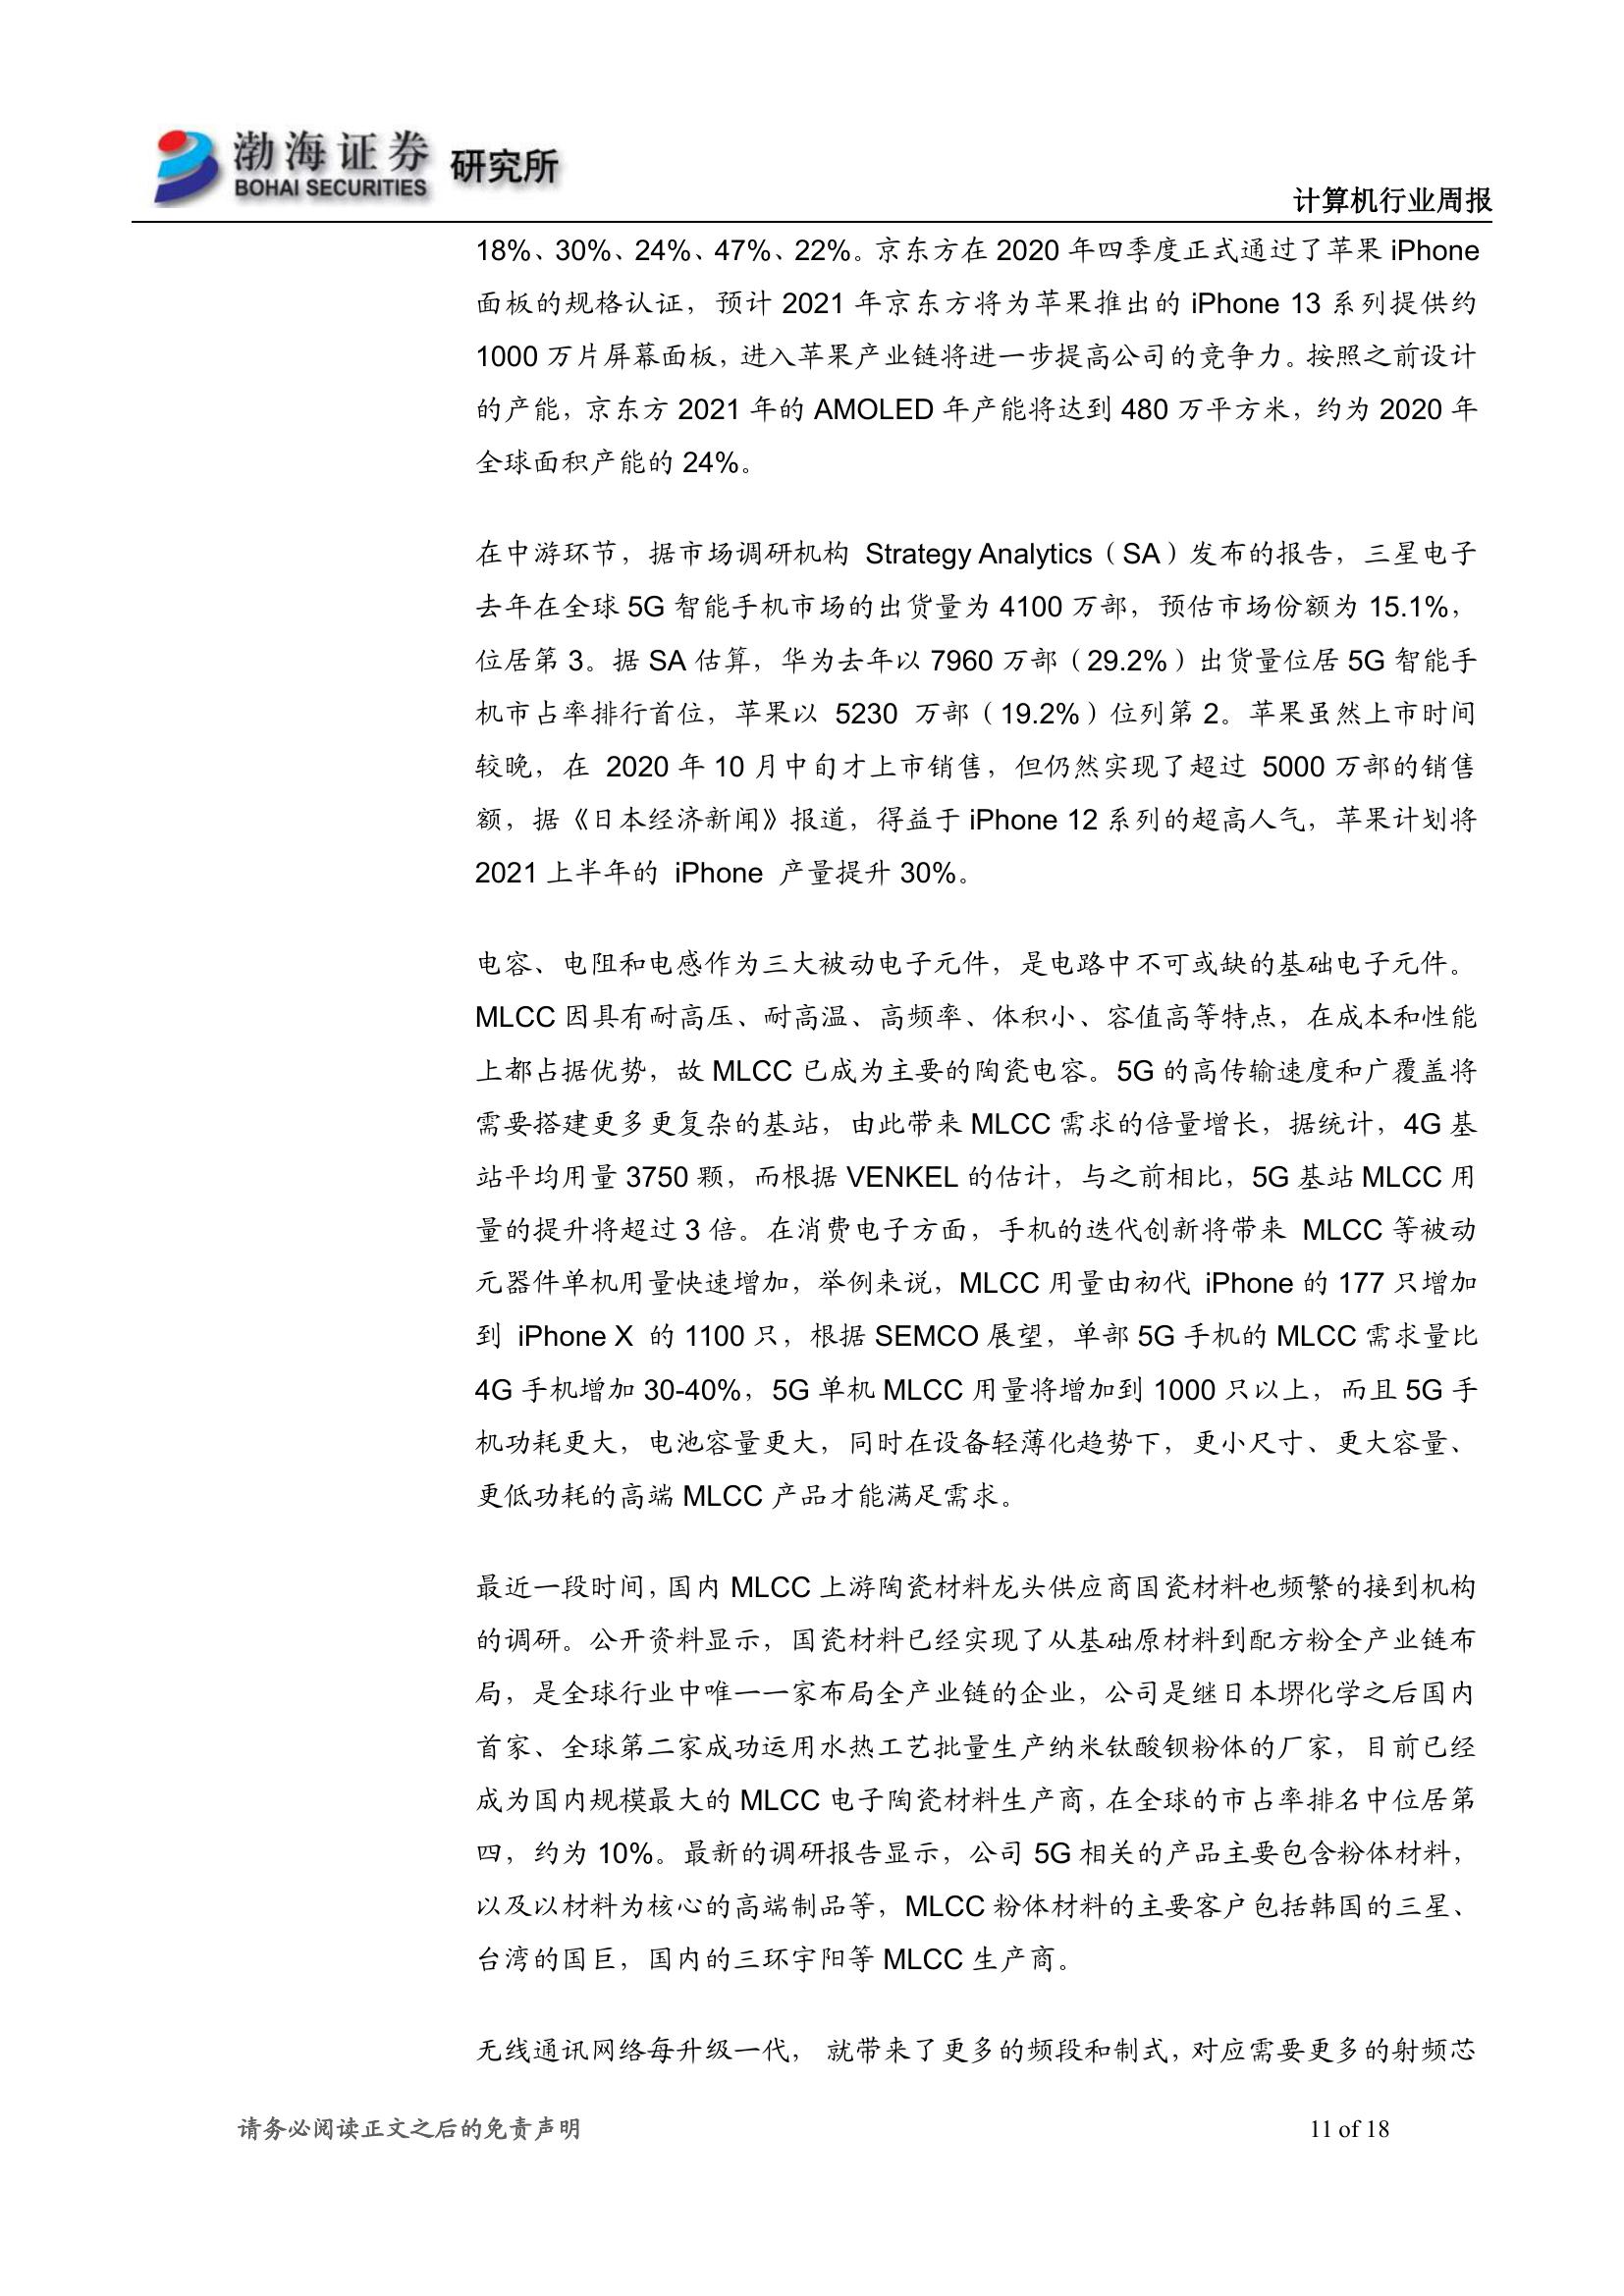 渤海证券 研究所
BOHAI SECURITIES
计算机行业周报
18%、30%、24%、47%、22%。京东方在 2020 年四季度正式通过了苹果 iPhone
面板的规格认证，预计 2021 年京东方将为苹果推出的 iPhone 13 系列提供约
1000 万片屏幕面板，进入苹果产业链将进一步提高公司的竞争力。按照之前设计
的产能，京东方 2021 年的 AMOLED 年产能将达到 480 万平方米，约为 2020 年
全球面积产能的 24%。
在中游环节，据市场调研机构 Strategy Analytics（SA）发布的报告，三星电子
去年在全球 5G 智能手机市场的出货量为 4100 万部，预估市场份额为 15.1%，
位居第 3。据 SA 估算，华为去年以 7960 万部（29.2%）出货量位居 5G 智能手
机市占率排行首位，苹果以 5230 万部（19.2%）位列第 2。苹果虽然上市时间
较晚，在 2020 年 10 月中旬才上市销售，但仍然实现了超过 5000 万部的销售
额，据《日本经济新闻》报道，得益于 iPhone 12 系列的超高人气，苹果计划将
2021 上半年的 iPhone 产量提升 30%。
电容、电阻和电感作为三大被动电子元件，是电路中不可或缺的基础电子元件。
MLCC 因具有耐高压、耐高温、高频率、体积小、容值高等特点，在成本和性能
上都占据优势，故 MLCC 已成为主要的陶瓷电容。5G 的高传输速度和广覆盖将
需要搭建更多更复杂的基站，由此带来 MLCC 需求的倍量增长，据统计，4G 基
站平均用量 3750 颗，而根据 VENKEL 的估计，与之前相比，5G 基站 MLCC 用
量的提升将超过 3 倍。在消费电子方面，手机的迭代创新将带来 MLCC 等被动
元器件单机用量快速增加，举例来说，MLCC 用量由初代 iPhone 的 177 只增加
到 iPhone X 的 1100 只，根据 SEMCO 展望，单部 5G 手机的 MLCC 需求量比
4G 手机增加 30-40%，5G 单机 MLCC 用量将增加到 1000 只以上，而且 5G 手
机功耗更大，电池容量更大，同时在设备轻薄化趋势下，更小尺寸、更大容量、
更低功耗的高端 MLCC 产品才能满足需求。
最近一段时间，国内 MLCC 上游陶瓷材料龙头供应商国瓷材料也频繁的接到机构
的调研。公开资料显示，国瓷材料已经实现了从基础原材料到配方粉全产业链布
局，是全球行业中唯一一家布局全产业链的企业，公司是继日本堺化学之后国内
首家、全球第二家成功运用水热工艺批量生产纳米钛酸钡粉体的厂家，目前已经
成为国内规模最大的 MLCC 电子陶瓷材料生产商，在全球的市占率排名中位居第
四，约为 10%。最新的调研报告显示，公司 5G 相关的产品主要包含粉体材料，
以及以材料为核心的高端制品等，MLCC 粉体材料的主要客户包括韩国的三星、
台湾的国巨，国内的三环宇阳等 MLCC 生产商。
无线通讯网络每升级一代， 就带来了更多的频段和制式，对应需要更多的射频芯
请务必阅读正文之后的免责声明
11 of 18